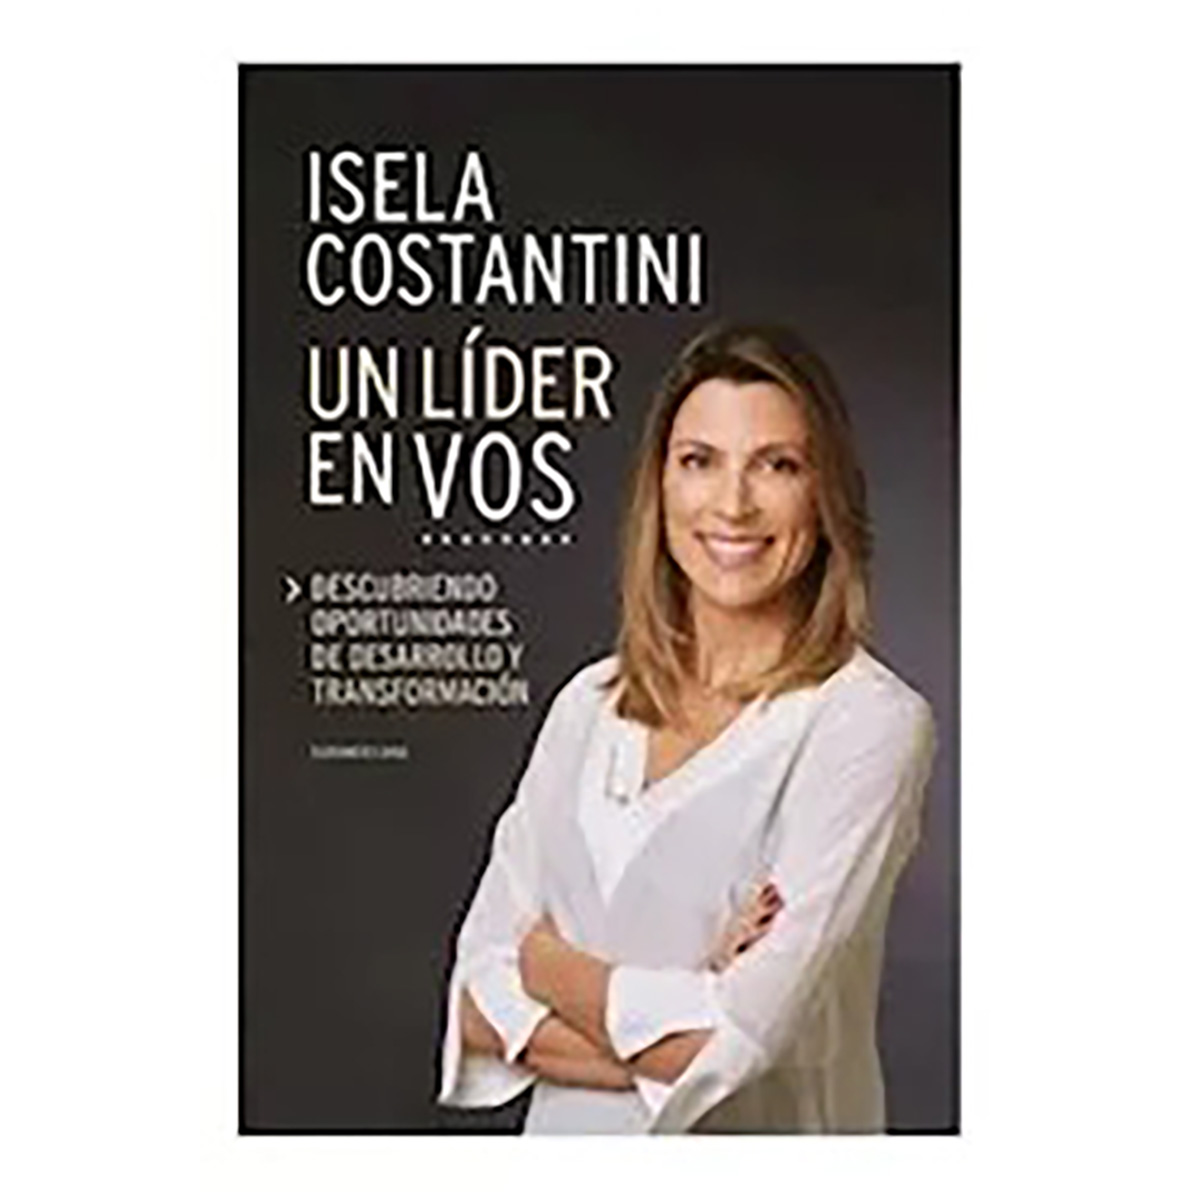 ISELA
COSTANTINI
UN LÍDER
EN VOS
> DESCUBRIENDO
OPORTUNIDADES
DE DESARROLLO Y
TRANSFORMACIÓN